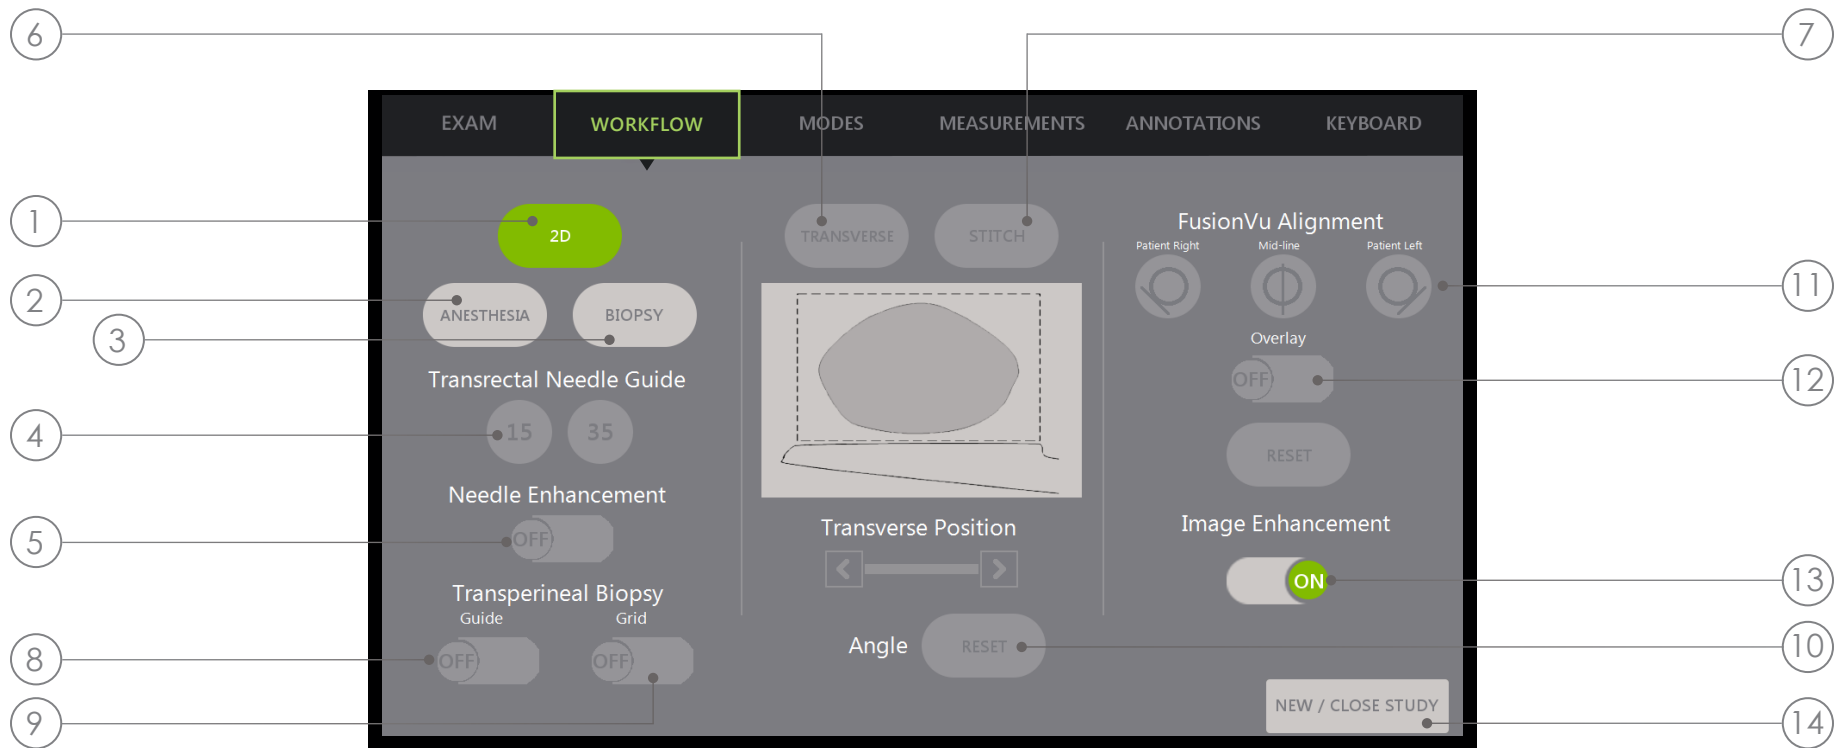 6
7
EXAM WORKFLOW MODES MEASUREMENTS ANNOTATIONS KEYBOARD
1
2D
TRANSVERSE STITCH
FusionVu Alignment
Patient Right Mid-line Patient Left
2
ANESTHESIA BIOPSY
11
3
Overlay
Transrectal Needle Guide
OFF
12
4
15 35
RESET
Needle Enhancement
5
OFF
Transverse Position
Image Enhancement
ON
13
Transperineal Biopsy
Guide Grid
8
OFF OFF
Angle RESET
10
9
NEW / CLOSE STUDY
14